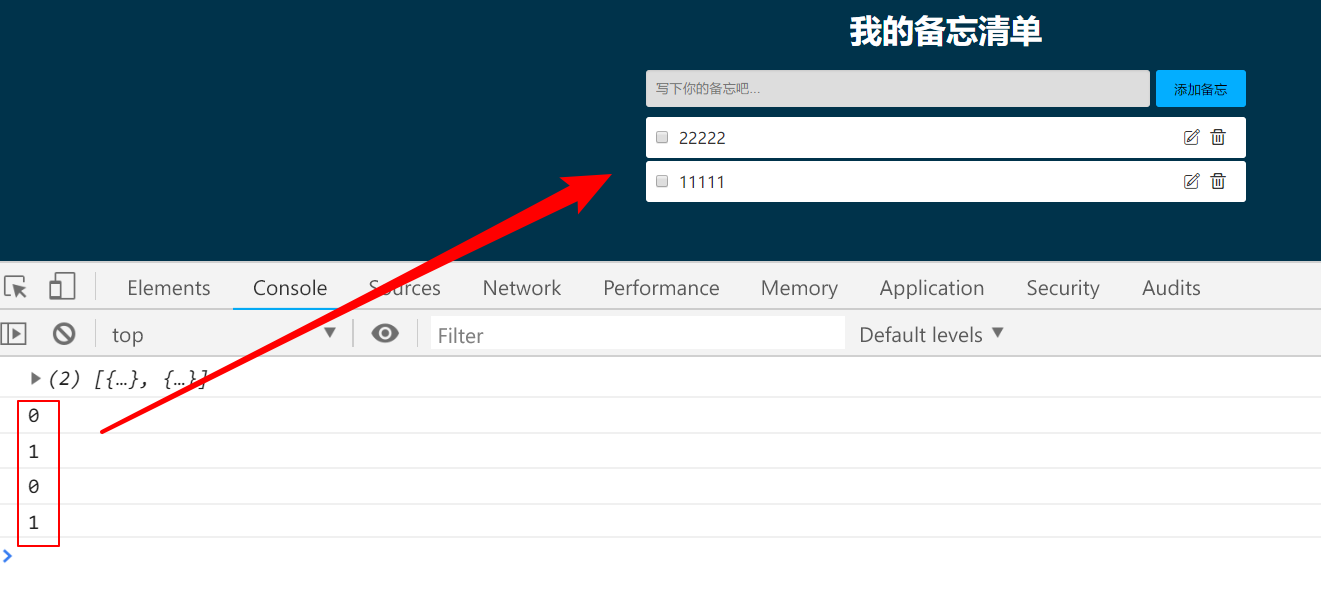 我的备忘清单
写下你的备忘吧...
添加备忘
22222
11111
Elements Console Sources Network Performance Memory Application Security Audits
top Filter Default levels
(2) [{…}, {…}]
0
1
0
1